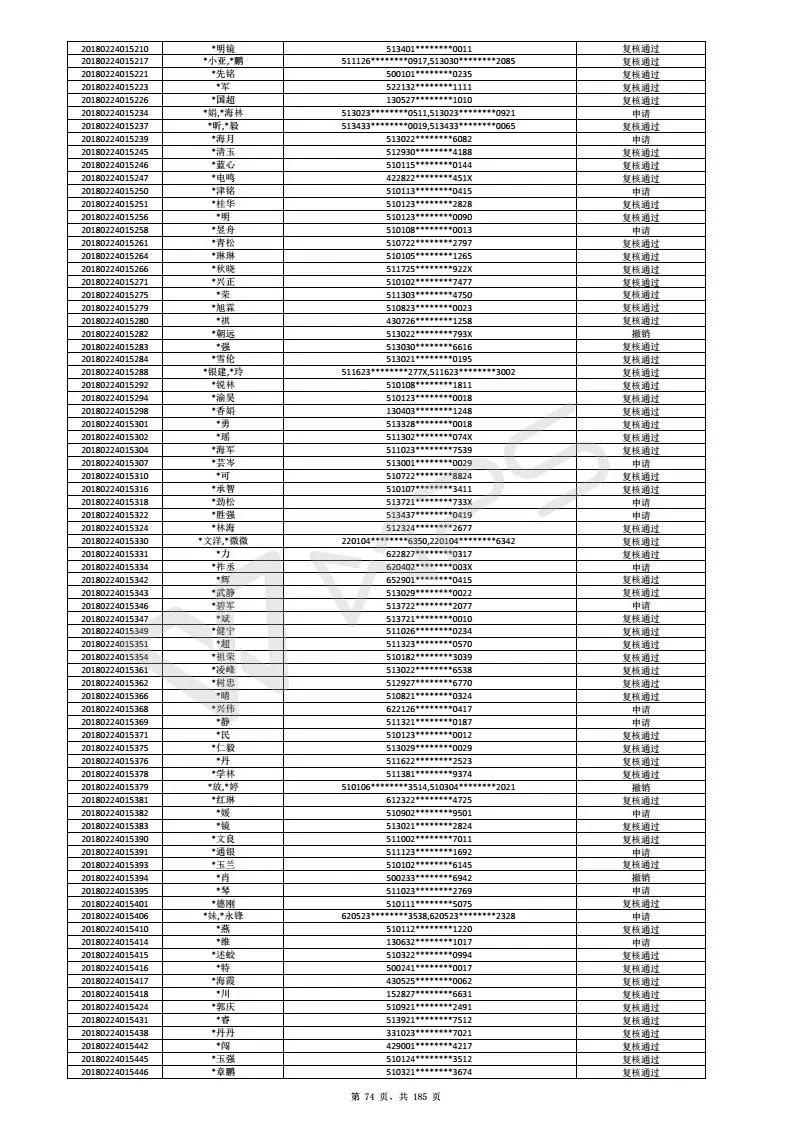 20180224015210 *明镜 513401********0011 复核通过
20180224015217 *小亚,*鹏 511126********0917,513030********2085 复核通过
20180224015221 *先铭 500101********0235 复核通过
20180224015223 *军 522132********1111 复核通过
20180224015226 *国超 130527********1010 复核通过
20180224015234 *娟,*海林 513023********0511,513023********0921 申请
20180224015237 *昕,*毅 513433********0019,513433********0065 复核通过
20180224015239 *海月 513022********6082 申请
20180224015245 *清玉 512930********4188 复核通过
20180224015246 *蓝心 510115********0144 复核通过
20180224015247 *电鸣 422822********451X 复核通过
20180224015250 *津铭 510113********0415 申请
20180224015251 *桂华 510123********2828 复核通过
20180224015256 *明 510123********0090 复核通过
20180224015258 *昱舟 510108********0013 申请
20180224015261 *青松 510722********2797 复核通过
20180224015264 *琳琳 510105********1265 复核通过
20180224015266 *秋晓 511725********922X 复核通过
20180224015271 *兴正 510102********7477 复核通过
20180224015275 *荣 511303********4750 复核通过
20180224015279 *旭霖 510823********0023 复核通过
20180224015280 *祺 430726********1258 复核通过
20180224015282 *朝远 513022********793X 撤销
20180224015283 *强 513030********6616 复核通过
20180224015284 *雪伦 513021********0195 复核通过
20180224015288 *银建,*玲 511623********277X,511623********3002 复核通过
20180224015292 *锐林 510108********1811 复核通过
20180224015294 *渝昊 510123********0018 复核通过
20180224015298 *香娟 130403********1248 复核通过
20180224015301 *勇 513328********0018 复核通过
20180224015302 *瑶 511302********074X 复核通过
20180224015304 *海军 511023********7539 复核通过
20180224015307 *芸岑 513001********0029 申请
20180224015310 *可 510722********8824 复核通过
20180224015316 *承智 510107********3411 复核通过
20180224015318 *劲松 513721********733X 申请
20180224015322 *胜强 513437********0419 申请
20180224015324 *林海 512324********2677 复核通过
20180224015330 *文洋,*微微 220104********6350,220104********6342 复核通过
20180224015331 *力 622827********0317 复核通过
20180224015334 *祚丞 620402********003X 申请
20180224015342 *辉 652901********0415 复核通过
20180224015343 *武静 513029********0022 复核通过
20180224015346 *碧军 513722********2077 申请
20180224015347 *斌 513721********0010 复核通过
20180224015349 *健宁 511026********0234 复核通过
20180224015351 *超 511323********0570 复核通过
20180224015354 *祖荣 510182********3039 复核通过
20180224015361 *凌峰 513022********6538 复核通过
20180224015362 *树忠 512927********6770 复核通过
20180224015366 *晴 510821********0324 复核通过
20180224015368 *兴伟 622126********0417 申请
20180224015369 *静 511321********0187 申请
20180224015371 *民 510123********0012 复核通过
20180224015375 *仁毅 513029********0029 复核通过
20180224015376 *丹 511622********2523 复核通过
20180224015378 *学林 511381********9374 复核通过
20180224015379 *放,*婷 510106********3514,510304********2021 撤销
20180224015381 *红琳 612322********4725 复核通过
20180224015382 *媛 510902********9501 申请
20180224015383 *镜 513021********2824 复核通过
20180224015390 *文良 511002********7011 复核通过
20180224015391 *通银 511123********1692 申请
20180224015393 *玉兰 510102********6145 复核通过
20180224015394 *肖 500233********6942 撤销
20180224015395 *琴 511023********2769 申请
20180224015401 *德刚 510111********5075 复核通过
20180224015406 *妹,*永锋 620523********3538,620523********2328 申请
20180224015410 *燕 510112********1220 复核通过
20180224015414 *维 130632********1017 申请
20180224015415 *述蛟 510322********0994 复核通过
20180224015416 *特 500241********0017 复核通过
20180224015417 *海霞 430525********0062 复核通过
20180224015418 *川 152827********6631 复核通过
20180224015424 *郭庆 510921********2491 复核通过
20180224015431 *睿 513921********7512 复核通过
20180224015438 *丹丹 331023********7021 复核通过
20180224015442 *闯 429001********4217 复核通过
20180224015445 *玉强 510124********3512 复核通过
20180224015446 *章鹏 510321********3674 复核通过
第 74 页，共 185 页